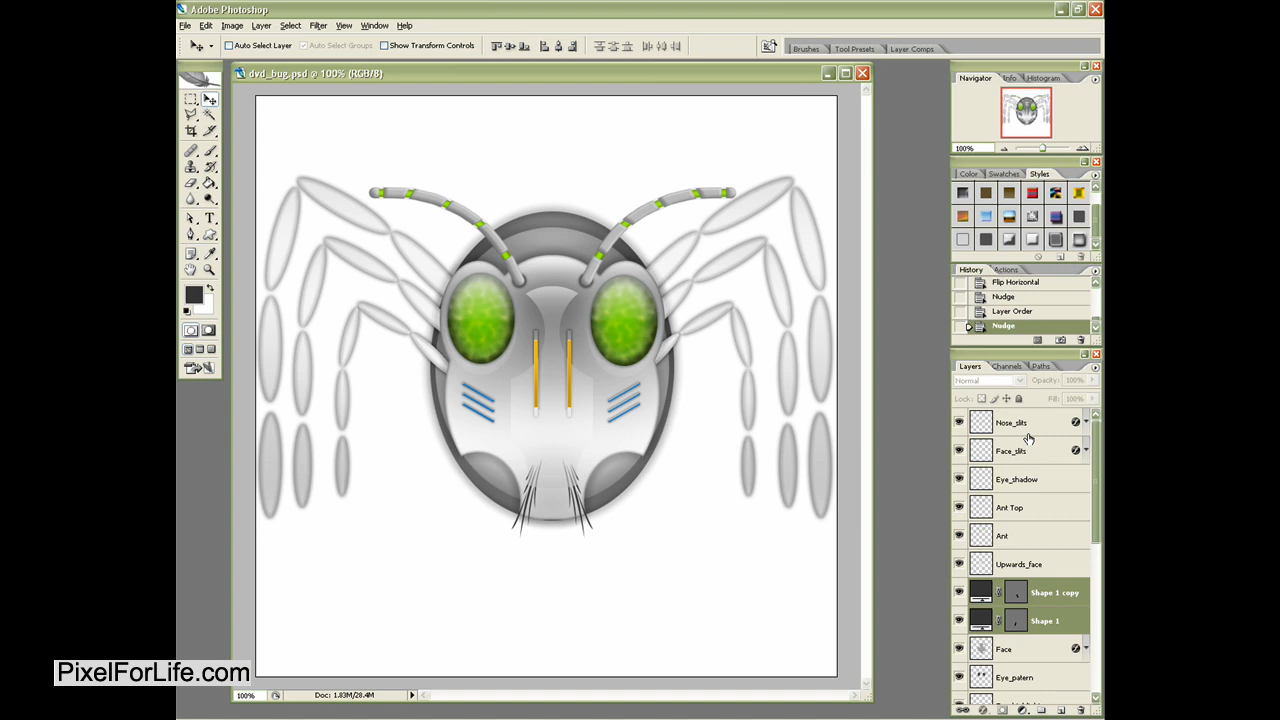 Adobe Photoshop
File Edit Image Layer Select Filter View Window Help
Auto Select Layer Auto Select Groups Show Transform Controls
Brushes Tool Presets Layer Comps
dvd_bug.psd @ 100% (RGB/8)
Navigator Info Histogram
100%
Color Swatches Styles
History Actions
Flip Horizontal
Nudge
Layer Order
Nudge
Layers Channels Paths
Normal Opacity: 100%
Lock: Fill: 100%
Nose_slits
Face_slits
Eye_shadow
Ant Top
Ant
Upwards_face
Shape 1 copy
Shape 1
Face
Eye_patern
100% Doc: 1.83M/28.4M
PixelForLife.com